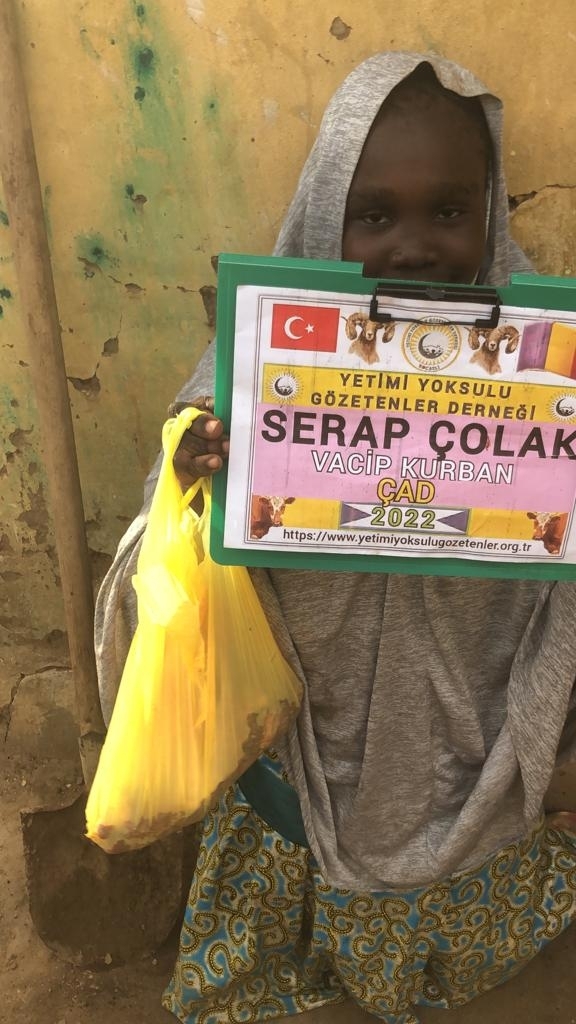 YETİMİ YOKSULU
GÖZETENLER DERNEĞİ
SERAP ÇOLAK
VACİP KURBAN
ÇAD
2022
https://www.yetimiyoksulugozetenler.org.tr